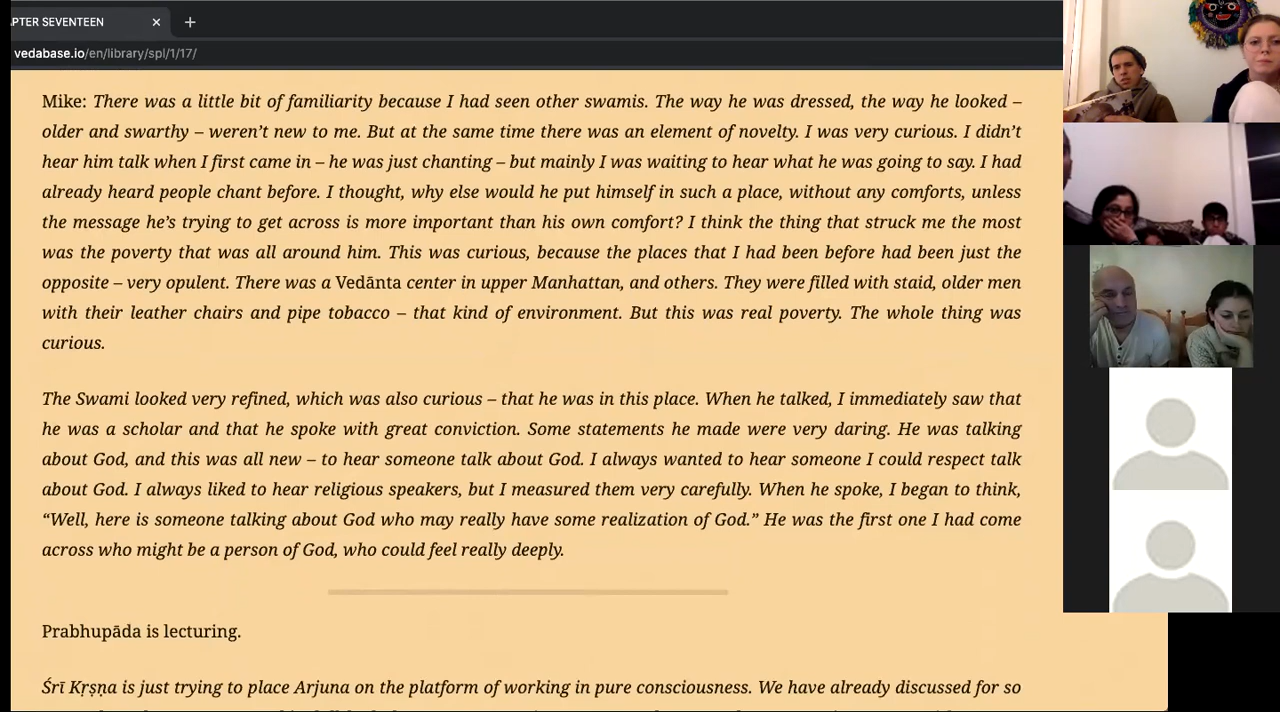 PTER SEVENTEEN
vedabase.io/en/library/spl/1/17/
Mike: There was a little bit of familiarity because I had seen other swamis. The way he was dressed, the way he looked –
older and swarthy – weren’t new to me. But at the same time there was an element of novelty. I was very curious. I didn’t
hear him talk when I first came in – he was just chanting – but mainly I was waiting to hear what he was going to say. I had
already heard people chant before. I thought, why else would he put himself in such a place, without any comforts, unless
the message he’s trying to get across is more important than his own comfort? I think the thing that struck me the most
was the poverty that was all around him. This was curious, because the places that I had been before had been just the
opposite – very opulent. There was a Vedānta center in upper Manhattan, and others. They were filled with staid, older men
with their leather chairs and pipe tobacco – that kind of environment. But this was real poverty. The whole thing was
curious.
The Swami looked very refined, which was also curious – that he was in this place. When he talked, I immediately saw that
he was a scholar and that he spoke with great conviction. Some statements he made were very daring. He was talking
about God, and this was all new – to hear someone talk about God. I always wanted to hear someone I could respect talk
about God. I always liked to hear religious speakers, but I measured them very carefully. When he spoke, I began to think,
“Well, here is someone talking about God who may really have some realization of God.” He was the first one I had come
across who might be a person of God, who could feel really deeply.
Prabhupāda is lecturing.
Śrī Kṛṣṇa is just trying to place Arjuna on the platform of working in pure consciousness. We have already discussed for so